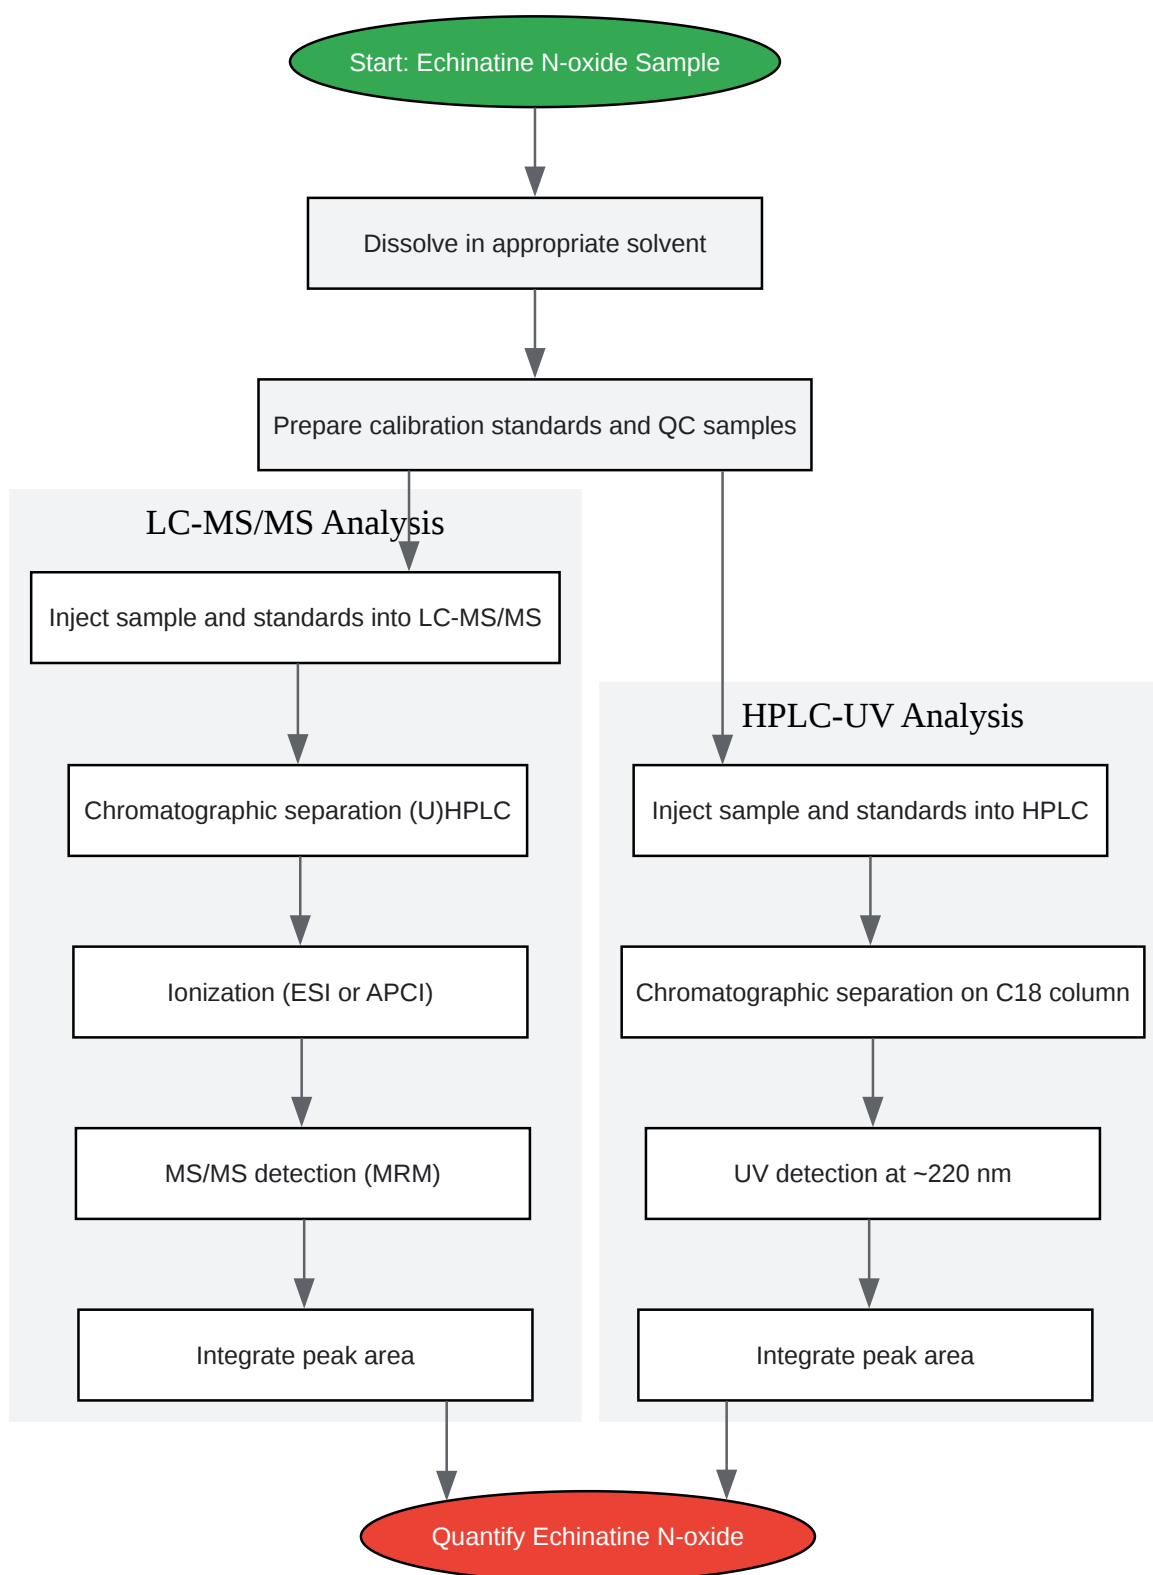 Start: Echinatine N-oxide Sample
Dissolve in appropriate solvent
Prepare calibration standards and QC samples
LC-MS/MS Analysis
Inject sample and standards into LC-MS/MS
Chromatographic separation (U)HPLC
Ionization (ESI or APCI)
MS/MS detection (MRM)
Integrate peak area
HPLC-UV Analysis
Inject sample and standards into HPLC
Chromatographic separation on C18 column
UV detection at ~220 nm
Integrate peak area
Quantify Echinatine N-oxide